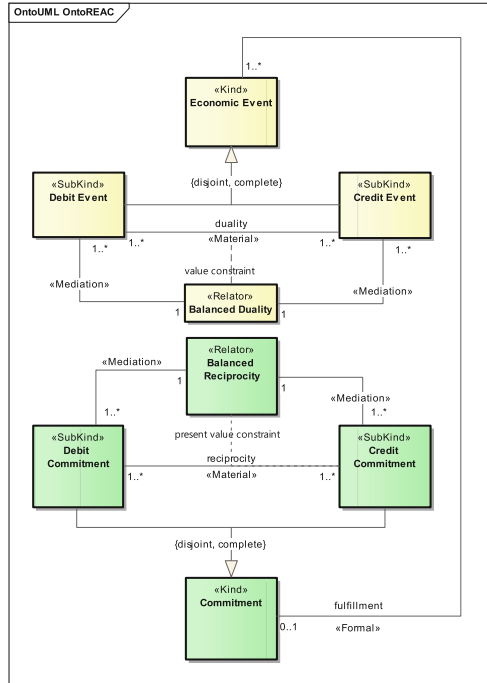 OntoUML OntoREAC
1..*
«Kind»
Economic Event
{disjoint, complete}
«SubKind»
Debit Event
«SubKind»
Credit Event
duality
1..*
1..*
«Material»
1..*
1..*
value constraint
«Mediation»
«Mediation»
«Relator»
Balanced Duality
1
1
«Relator»
Balanced
Reciprocity
«Mediation»
1
1
«Mediation»
1..*
1..*
«SubKind»
Debit
Commitment
present value constraint
«SubKind»
Credit
Commitment
reciprocity
1..*
«Material»
1..*
{disjoint, complete}
«Kind»
Commitment
fulfillment
0..1
«Formal»